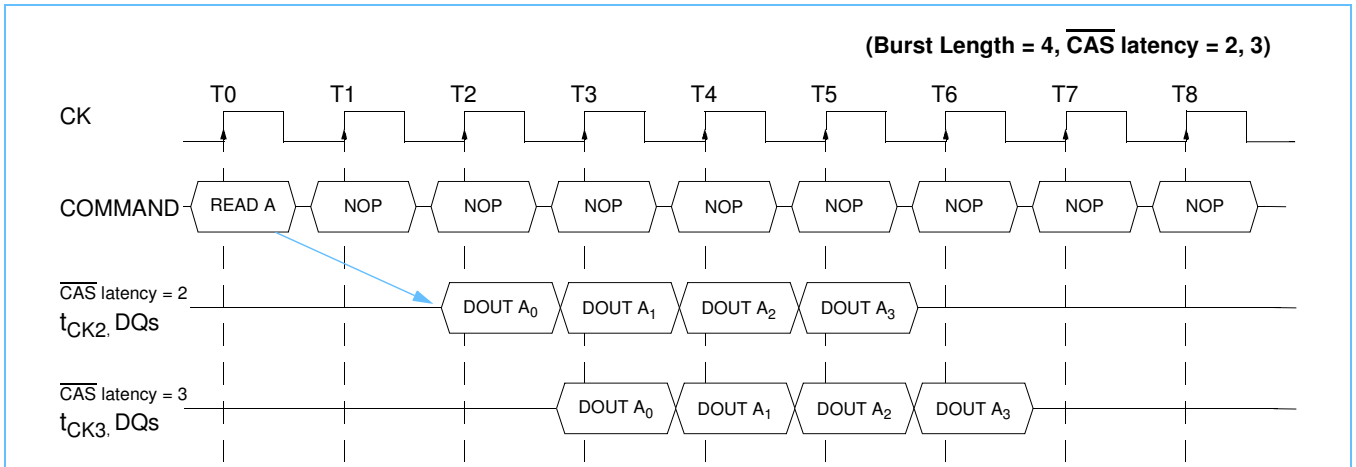 (Burst Length = 4, CAS latency = 2, 3)
T0 T1 T2 T3 T4 T5 T6 T7 T8
CK
COMMAND READ A NOP NOP NOP NOP NOP NOP NOP NOP
CAS latency = 2
tCK2, DQs DOUT A0 DOUT A1 DOUT A2 DOUT A3
CAS latency = 3
tCK3, DQs DOUT A0 DOUT A1 DOUT A2 DOUT A3